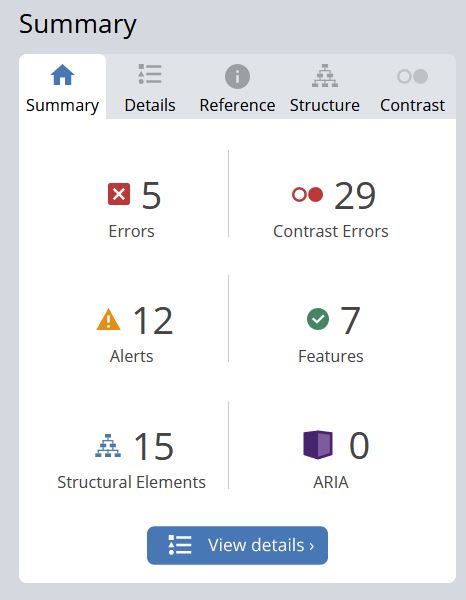 Summary
Summary Details Reference Structure Contrast
5 29
Errors Contrast Errors
12 7
Alerts Features
15 0
Structural Elements ARIA
View details ›